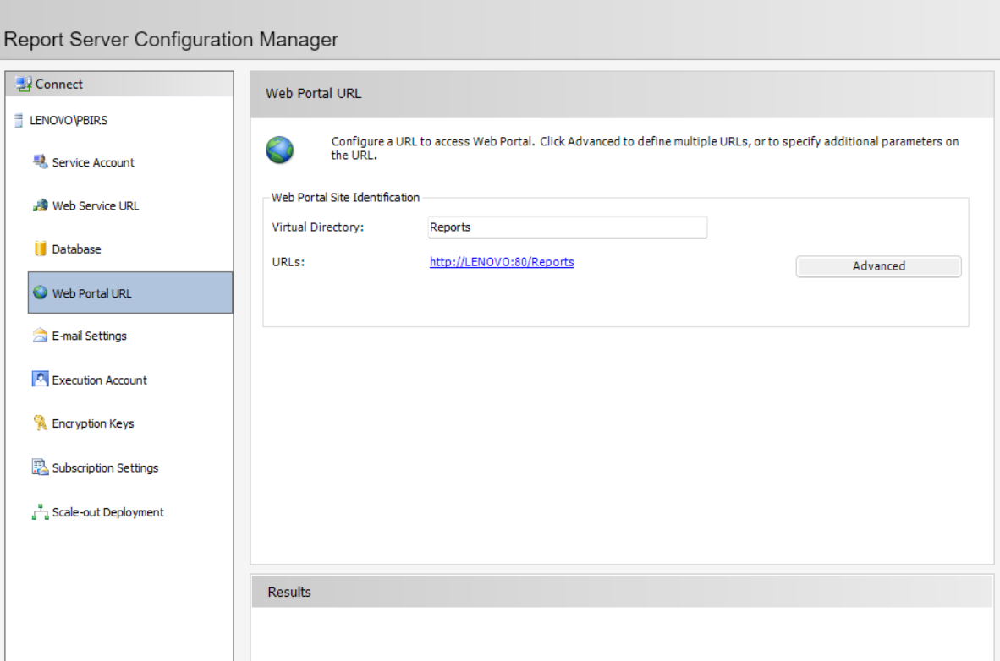 Report Server Configuration Manager
Connect
LENOVO\PBIRS
Service Account
Web Service URL
Database
Web Portal URL
E-mail Settings
Execution Account
Encryption Keys
Subscription Settings
Scale-out Deployment
Web Portal URL
Configure a URL to access Web Portal. Click Advanced to define multiple URLs, or to specify additional parameters on
the URL.
Web Portal Site Identification
Virtual Directory:
Reports
URLs:
http://LENOVO:80/Reports
Advanced
Results